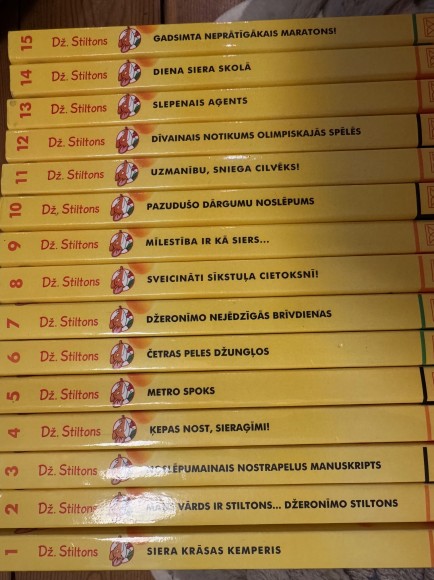 15 Dž. Stiltons GADSIMTA NEPRĀTĪGĀKAIS MARATONS!
14 Dž. Stiltons DIENA SIERA SKOLĀ
13 Dž. Stiltons SLEPENAIS AĢENTS
12 Dž. Stiltons DĪVAINAIS NOTIKUMS OLIMPISKAJĀS SPĒLĒS
11 Dž. Stiltons UZMANĪBU, SNIEGA CILVĒKS!
10 Dž. Stiltons PAZUDUŠO DĀRGUMU NOSLĒPUMS
9 Dž. Stiltons MĪLESTĪBA IR KĀ SIERS...
8 Dž. Stiltons SVEICINĀTI SĪKSTUĻA CIETOKSNĪ!
7 Dž. Stiltons DŽERONĪMO NEJĒDZĪGĀS BRĪVDIENAS
6 Dž. Stiltons ČETRAS PELES DŽUNGĻOS
5 Dž. Stiltons METRO SPOKS
4 Dž. Stiltons ĶEPAS NOST, SIERAĢĪMI!
3 Dž. Stiltons NOSLĒPUMAINAIS NOSTRAPELUS MANUSKRIPTS
2 Dž. Stiltons MANS VĀRDS IR STILTONS... DŽERONĪMO STILTONS
1 Dž. Stiltons SIERA KRĀSAS KEMPERIS